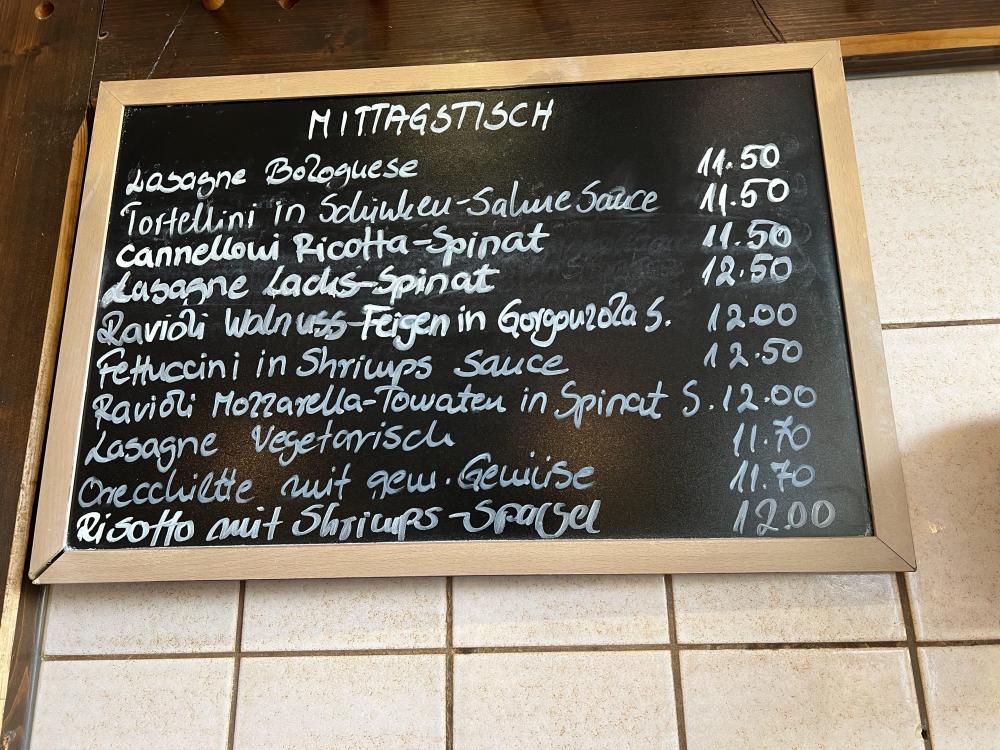 MITTAGSTISCH
Lasagne Bolognese 11.50
Tortellini in Schinken-Sahne Sauce 11.50
Cannelloni Ricotta-Spinat 11.50
Lasagne Lachs-Spinat 12.50
Ravioli Walnuss-Feigen in Gorgonzola S. 12.00
Fettuccini in Shrimps Sauce 12.50
Ravioli Mozzarella-Tomaten in Spinat S. 12.00
Lasagne Vegetarisch 11.70
Orecchiette mit gem. Gemüse 11.70
Risotto mit Shrimps-Spargel 12.00